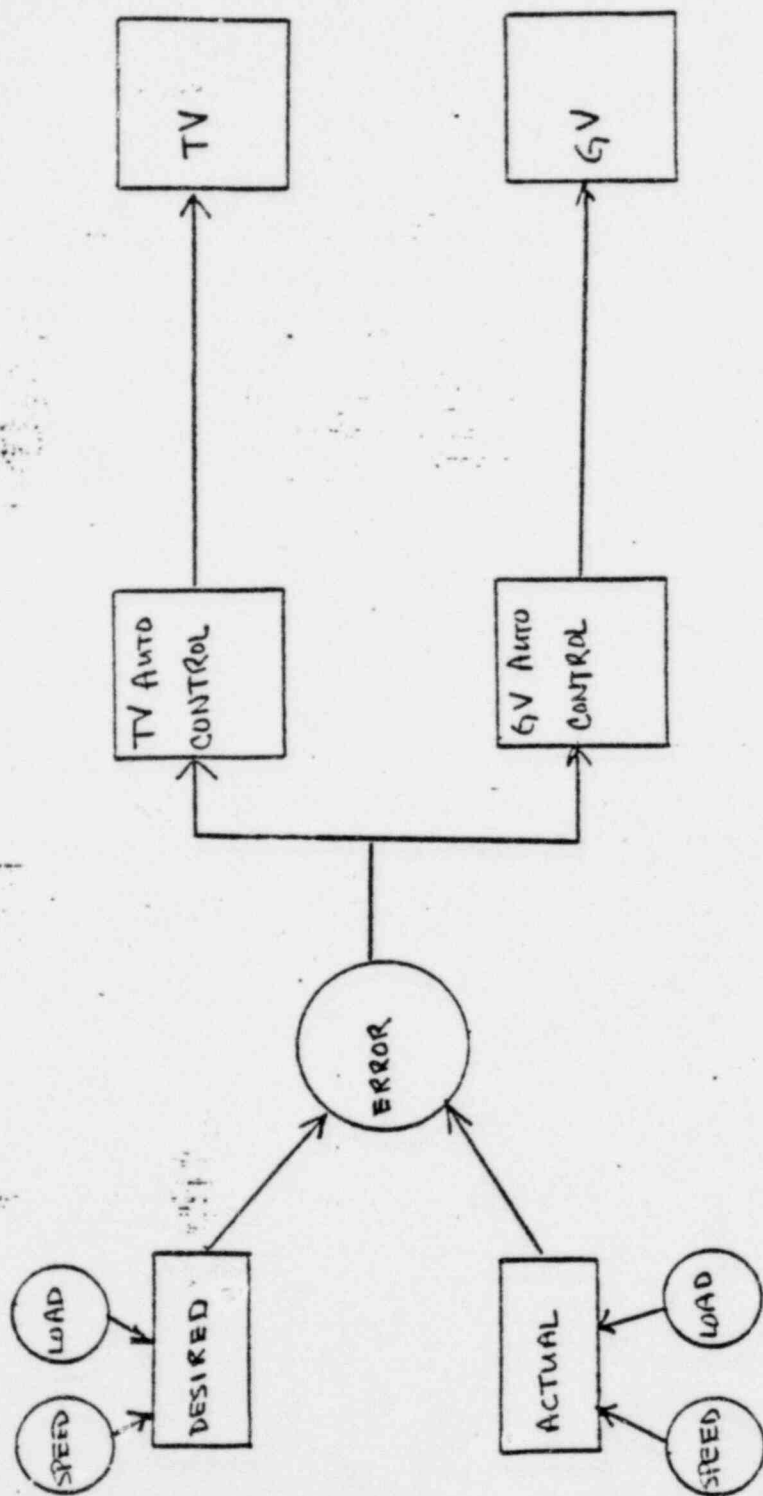 SPEED
LOAD
DESIRED
SPEED
LOAD
ACTUAL
ERROR
TV AUTO
CONTROL
GV AUTO
CONTROL
TV
GV